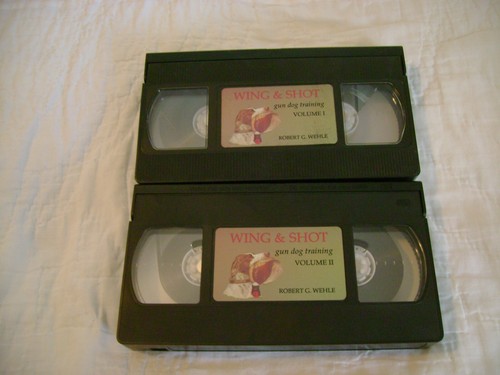 WING & SHOT
gun dog training
VOLUME I
ROBERT G. WEHLE
WING & SHOT
gun dog training
VOLUME II
ROBERT G. WEHLE